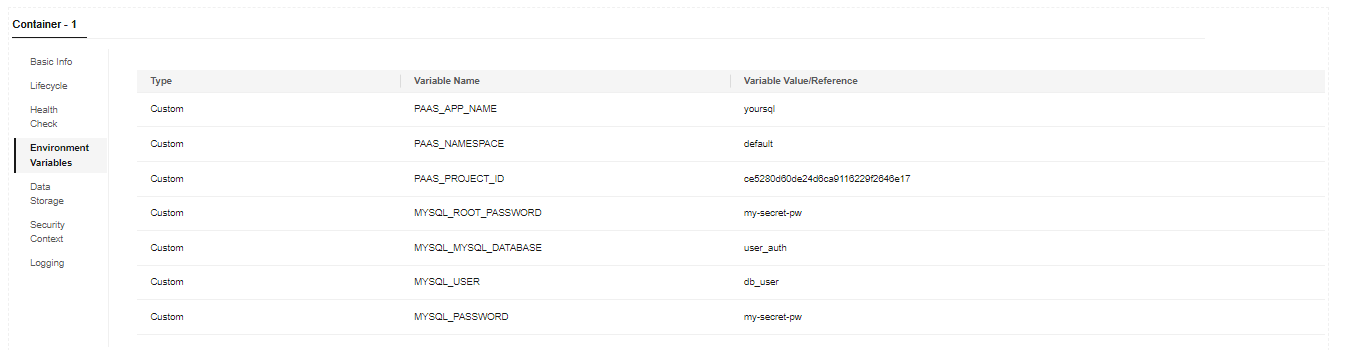 Container - 1
Basic Info
Lifecycle
Health
Check
Environment
Variables
Data
Storage
Security
Context
Logging
Type Variable Name Variable Value/Reference
Custom PAAS_APP_NAME yoursql
Custom PAAS_NAMESPACE default
Custom PAAS_PROJECT_ID ce5280d60de24d6ca9116229f2646e17
Custom MYSQL_ROOT_PASSWORD my-secret-pw
Custom MYSQL_MYSQL_DATABASE user_auth
Custom MYSQL_USER db_user
Custom MYSQL_PASSWORD my-secret-pw